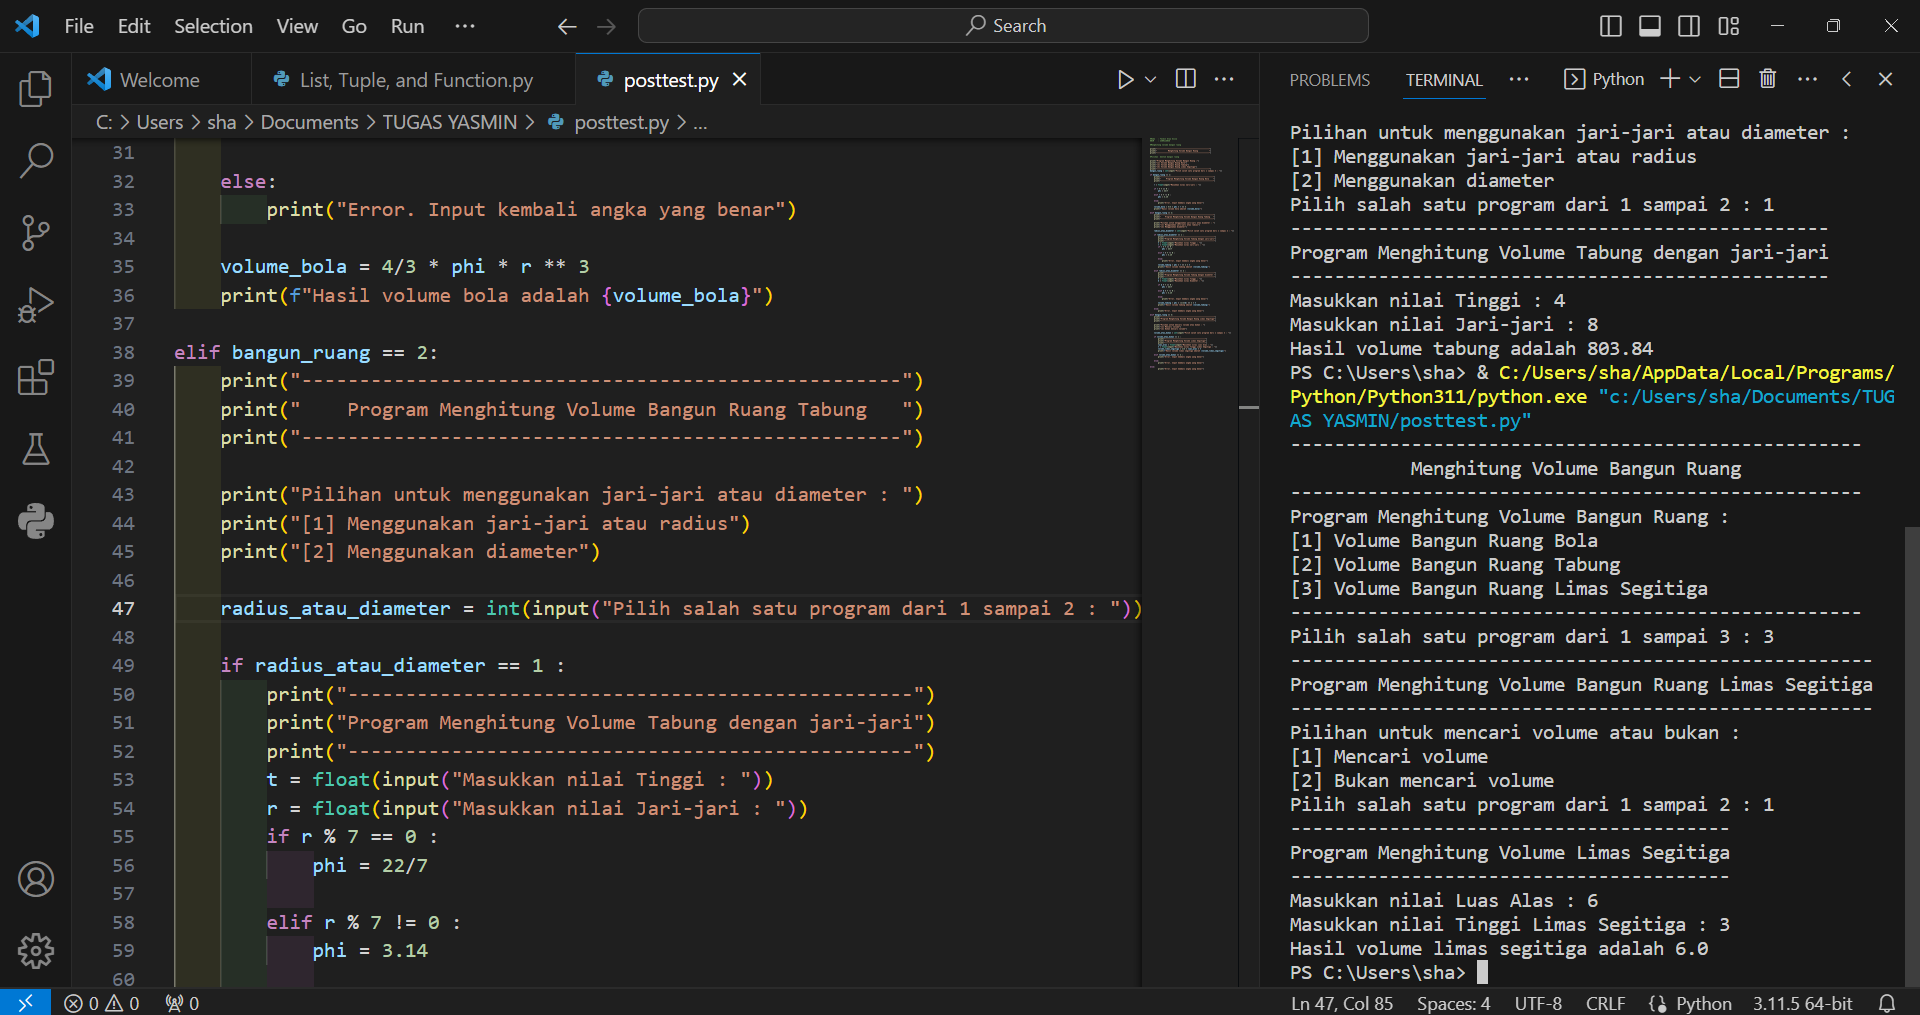 File Edit Selection View Go Run ··· Search
Welcome List, Tuple, and Function.py posttest.py
C: > Users > sha > Documents > TUGAS YASMIN > posttest.py > ...
31
32 else:
33 print("Error. Input kembali angka yang benar")
34
35 volume_bola = 4/3 * phi * r ** 3
36 print(f"Hasil volume bola adalah {volume_bola}")
37
38 elif bangun_ruang == 2:
39 print("----------------------------------------------------")
40 print("    Program Menghitung Volume Bangun Ruang Tabung   ")
41 print("----------------------------------------------------")
42
43 print("Pilihan untuk menggunakan jari-jari atau diameter : ")
44 print("[1] Menggunakan jari-jari atau radius")
45 print("[2] Menggunakan diameter")
46
47 radius_atau_diameter = int(input("Pilih salah satu program dari 1 sampai 2 : "))
48
49 if radius_atau_diameter == 1 :
50 print("-------------------------------------------------")
51 print("Program Menghitung Volume Tabung dengan jari-jari")
52 print("-------------------------------------------------")
53 t = float(input("Masukkan nilai Tinggi : "))
54 r = float(input("Masukkan nilai Jari-jari : "))
55 if r % 7 == 0 :
56 phi = 22/7
57
58 elif r % 7 != 0 :
59 phi = 3.14
60
PROBLEMS TERMINAL ··· Python
Pilihan untuk menggunakan jari-jari atau diameter :
[1] Menggunakan jari-jari atau radius
[2] Menggunakan diameter
Pilih salah satu program dari 1 sampai 2 : 1
-------------------------------------------------
Program Menghitung Volume Tabung dengan jari-jari
-------------------------------------------------
Masukkan nilai Tinggi : 4
Masukkan nilai Jari-jari : 8
Hasil volume tabung adalah 803.84
PS C:\Users\sha> & C:/Users/sha/AppData/Local/Programs/
Python/Python311/python.exe "c:/Users/sha/Documents/TUG
AS YASMIN/posttest.py"
----------------------------------------------------
Menghitung Volume Bangun Ruang
----------------------------------------------------
Program Menghitung Volume Bangun Ruang :
[1] Volume Bangun Ruang Bola
[2] Volume Bangun Ruang Tabung
[3] Volume Bangun Ruang Limas Segitiga
----------------------------------------------------
Pilih salah satu program dari 1 sampai 3 : 3
-----------------------------------------------------
Program Menghitung Volume Bangun Ruang Limas Segitiga
-----------------------------------------------------
Pilihan untuk mencari volume atau bukan :
[1] Mencari volume
[2] Bukan mencari volume
Pilih salah satu program dari 1 sampai 2 : 1
----------------------------------------
Program Menghitung Volume Limas Segitiga
----------------------------------------
Masukkan nilai Luas Alas : 6
Masukkan nilai Tinggi Limas Segitiga : 3
Hasil volume limas segitiga adalah 6.0
PS C:\Users\sha>
0 0 0 Ln 47, Col 85 Spaces: 4 UTF-8 CRLF Python 3.11.5 64-bit